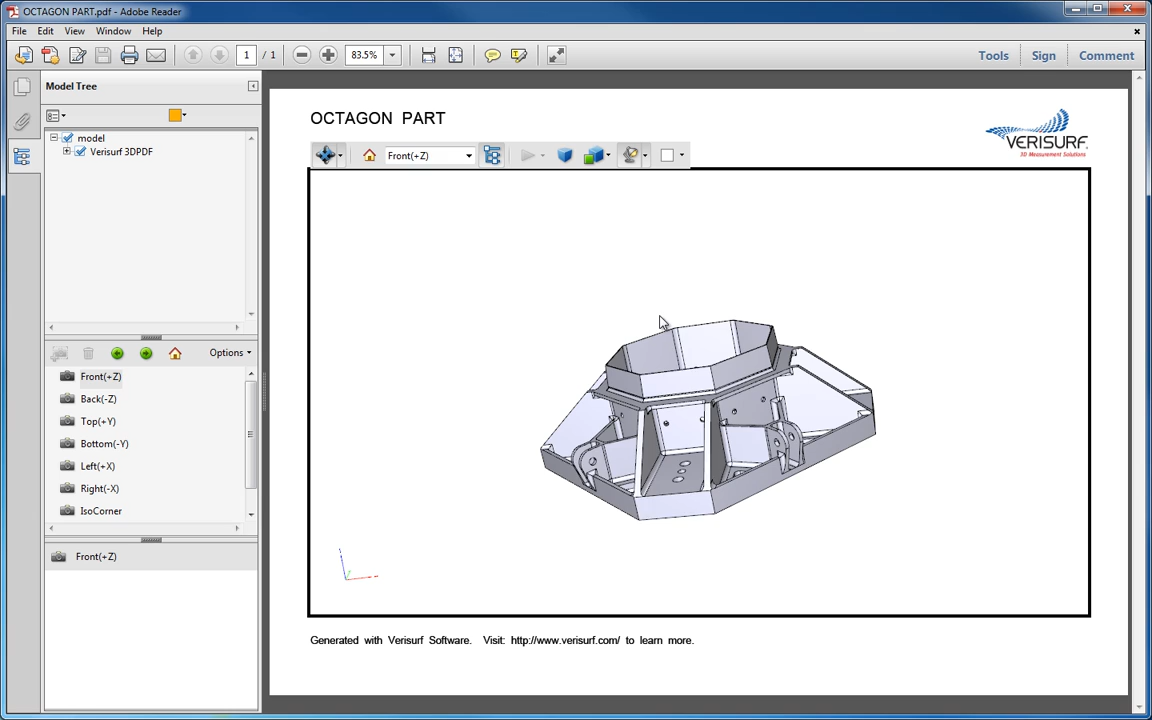 OCTAGON PART.pdf - Adobe Reader
File Edit View Window Help
1 / 1 83.5% Tools Sign Comment
Model Tree
model
Verisurf 3DPDF
Options
Front(+Z)
Back(-Z)
Top(+Y)
Bottom(-Y)
Left(+X)
Right(-X)
IsoCorner
Front(+Z)
OCTAGON PART
VERISURF
3D Measurement Solutions
Front(+Z)
Generated with Verisurf Software. Visit: http://www.verisurf.com/ to learn more.